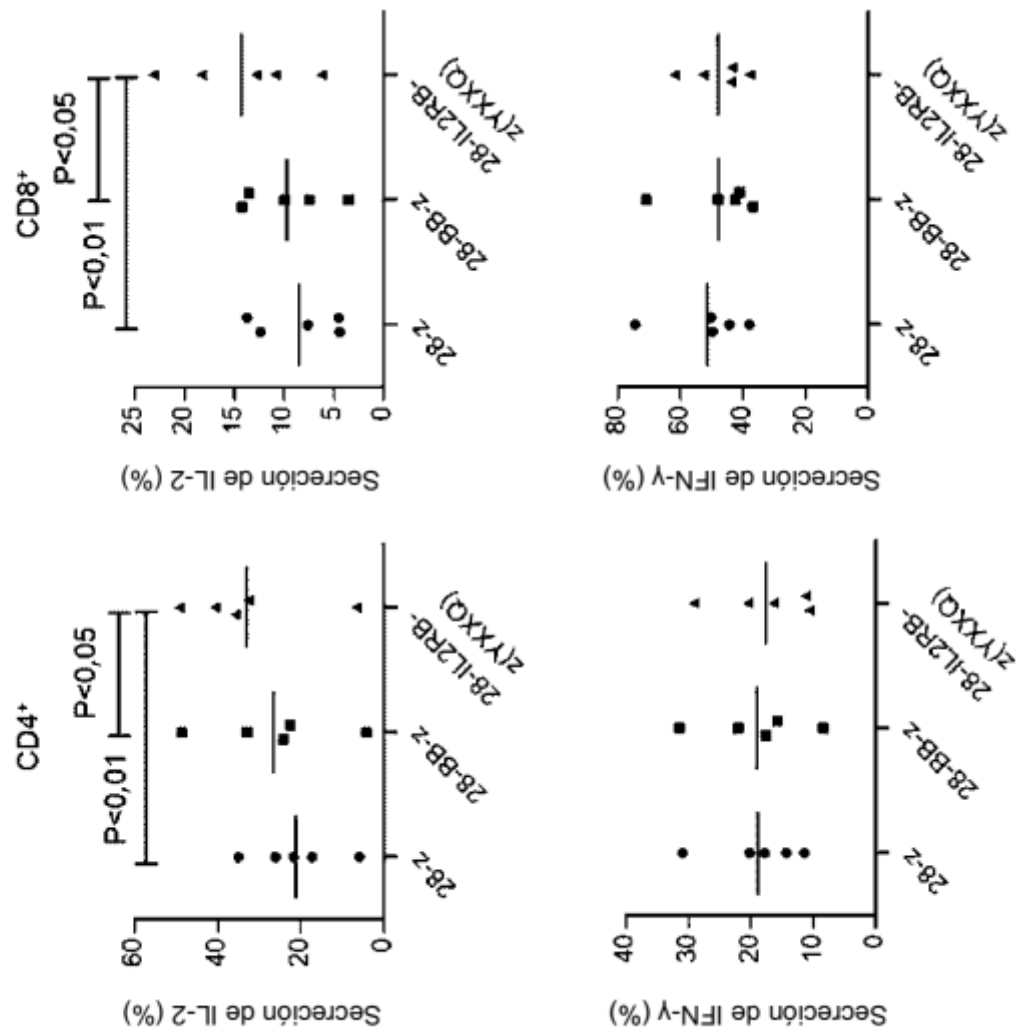 CD4⁺
P<0,01
P<0,05
Secreción de IL-2 (%)
60
40
20
0
28-z
28-BB-z
28-IL2RB-
z(YXXQ)
CD8⁺
P<0,01
P<0,05
Secreción de IL-2 (%)
25
20
15
10
5
0
28-z
28-BB-z
28-IL2RB-
z(YXXQ)
Secreción de IFN-γ (%)
40
30
20
10
0
28-z
28-BB-z
28-IL2RB-
z(YXXQ)
Secreción de IFN-γ (%)
80
60
40
20
0
28-z
28-BB-z
28-IL2RB-
z(YXXQ)